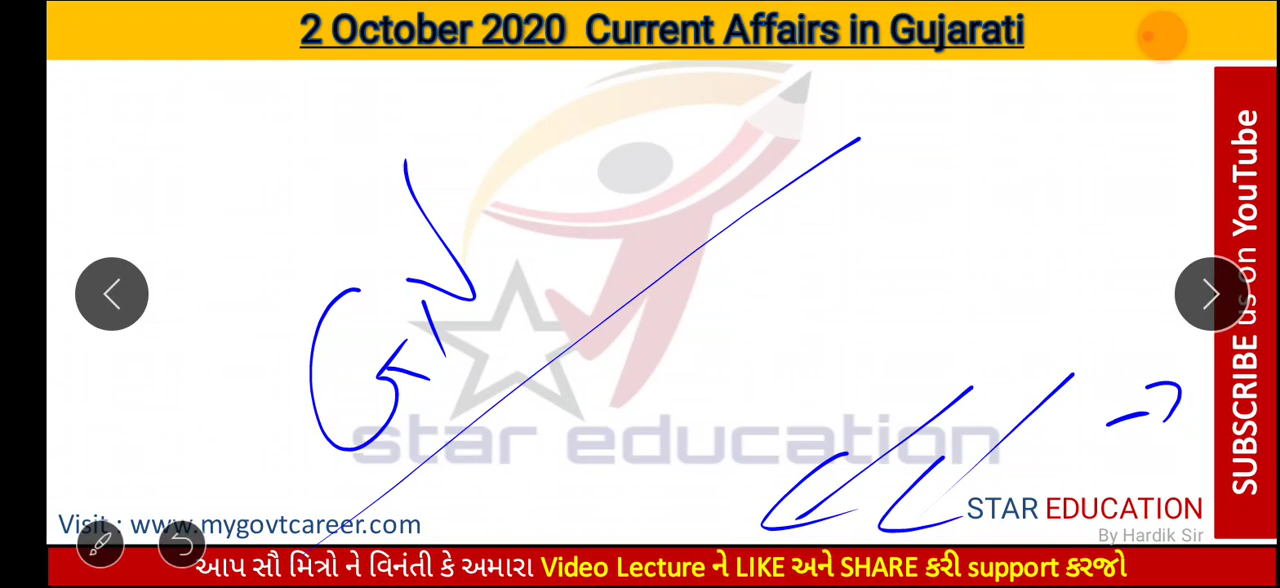 2 October 2020 Current Affairs in Gujarati
SUBSCRIBE us on YouTube
star education
Visit : www.mygovtcareer.com
STAR EDUCATION
By Hardik Sir
આપ સૌ મિત્રો ને વિનંતી કે અમારા Video Lecture ને LIKE અને SHARE કરી support કરજો